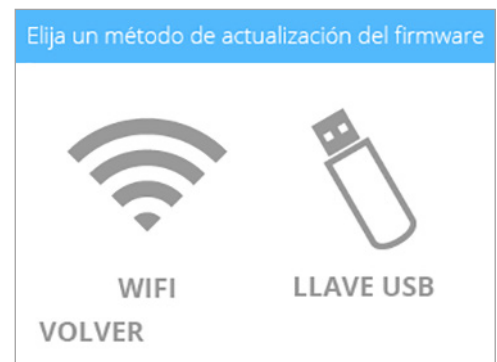 Elija un método de actualización del firmware
WIFI
LLAVE USB
VOLVER